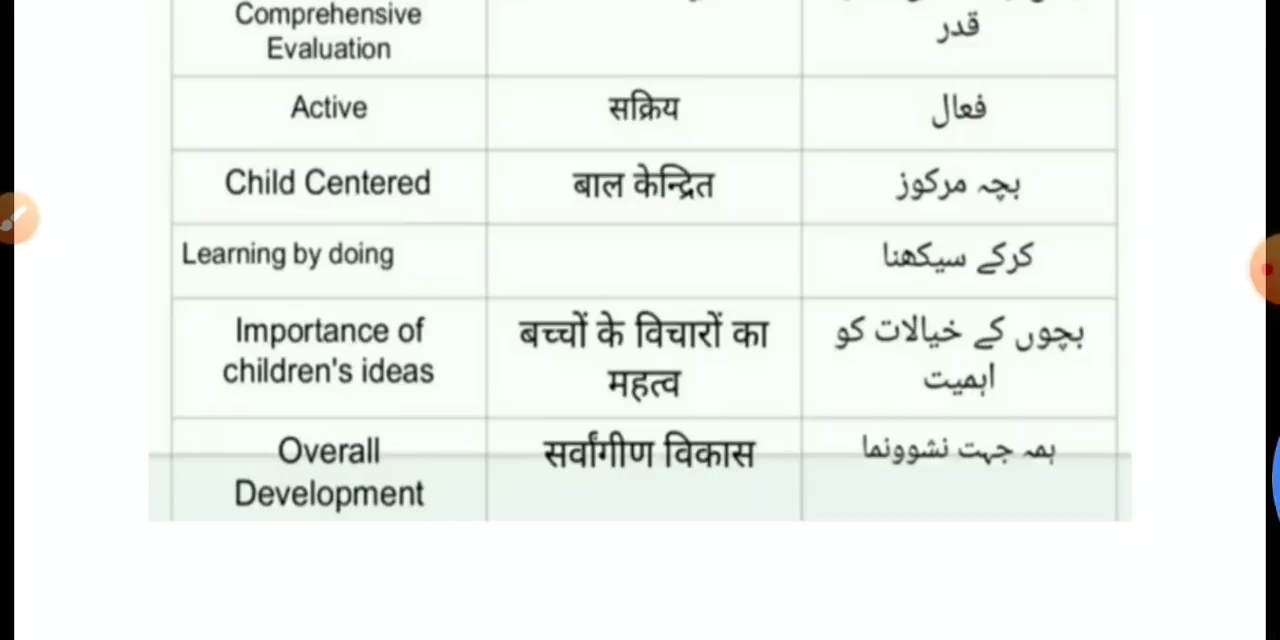 Comprehensive
Evaluation
قدر
Active
सक्रिय
فعال
Child Centered
बाल केन्द्रित
بچہ مرکوز
Learning by doing
کرکے سیکھنا
Importance of
children's ideas
बच्चों के विचारों का
महत्व
بچوں کے خیالات کو
اہمیت
Overall
Development
सर्वांगीण विकास
ہمہ جہت نشوونما